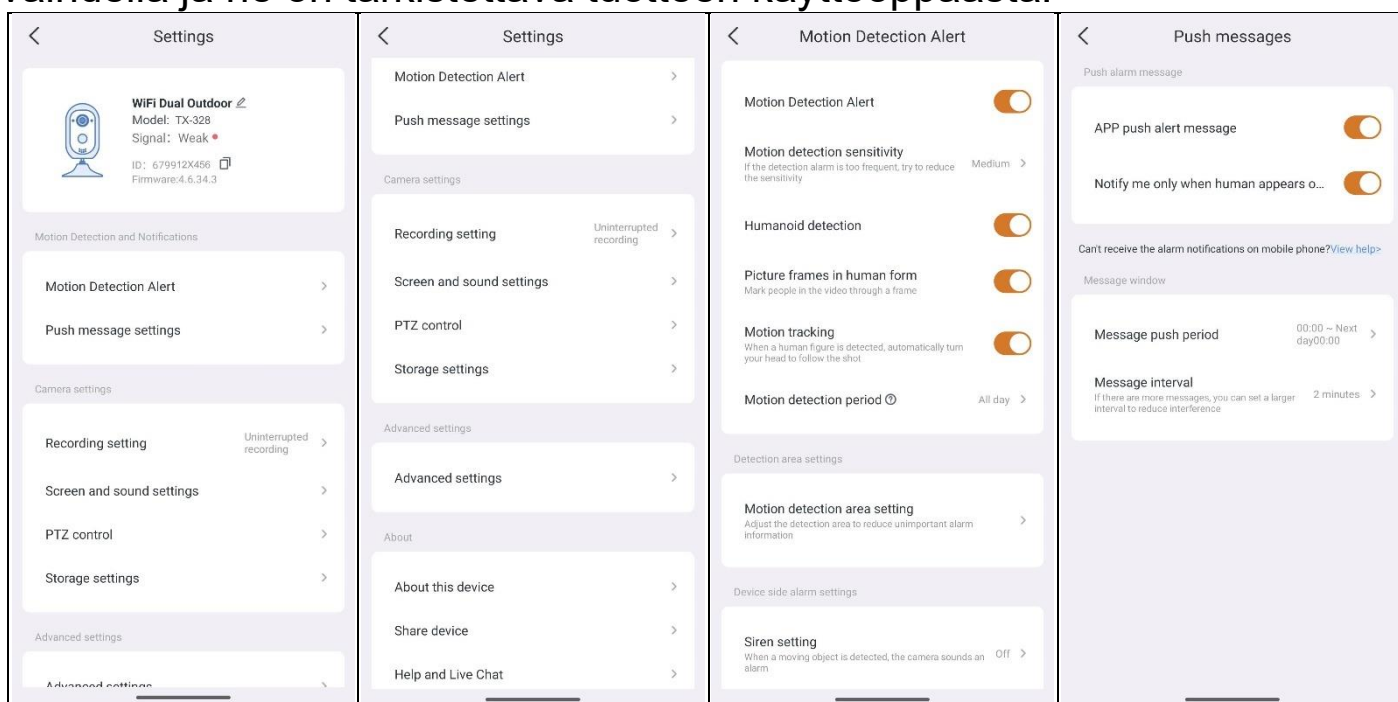 vaihdella ja ne on tarkistettava tuotteen käyttöoppaasta.
Settings
WiFi Dual Outdoor
Model: TX-328
Signal: Weak
ID: 679912X456
Firmware:4.6.34.3
Motion Detection and Notifications
Motion Detection Alert
Push message settings
Camera settings
Recording setting
Uninterrupted
recording
Screen and sound settings
PTZ control
Storage settings
Advanced settings
Advanced settings
Settings
Motion Detection Alert
Push message settings
Camera settings
Recording setting
Uninterrupted
recording
Screen and sound settings
PTZ control
Storage settings
Advanced settings
Advanced settings
About
About this device
Share device
Help and Live Chat
Motion Detection Alert
Motion Detection Alert
Motion detection sensitivity
If the detection alarm is too frequent, try to reduce
the sensitivity
Medium
Humanoid detection
Picture frames in human form
Mark people in the video through a frame
Motion tracking
When a human figure is detected, automatically turn
your head to follow the shot
Motion detection period
All day
Detection area settings
Motion detection area setting
Adjust the detection area to reduce unimportant alarm
information
Device side alarm settings
Siren setting
When a moving object is detected, the camera sounds an
alarm
Off
Push messages
Push alarm message
APP push alert message
Notify me only when human appears o...
Can't receive the alarm notifications on mobile phone?View help>
Message window
Message push period
00:00 ~ Next
day00:00
Message interval
If there are more messages, you can set a larger
interval to reduce interference
2 minutes